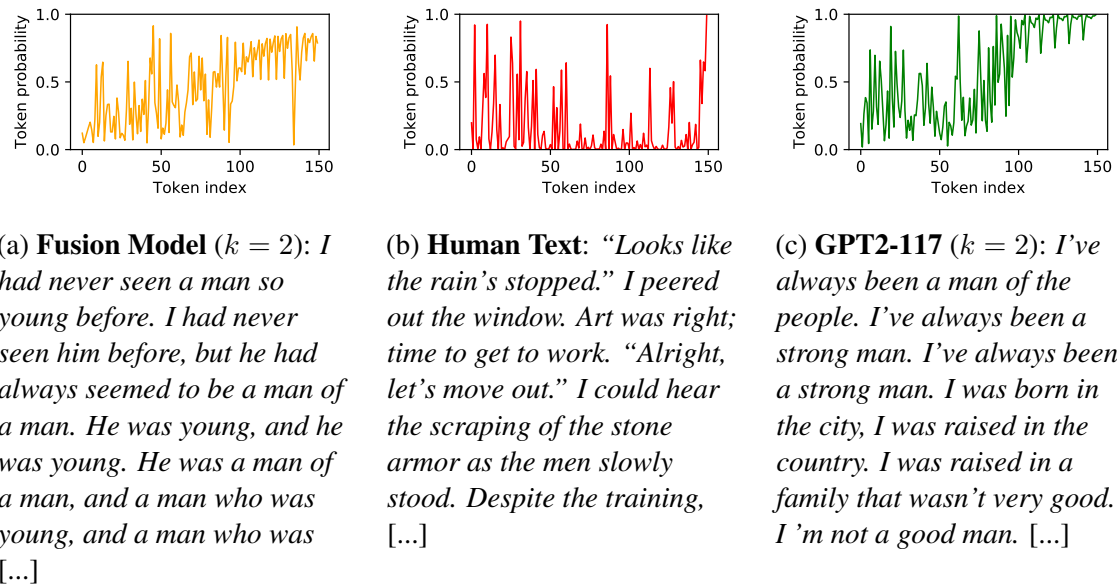 1.0
0.5
0.0
Token probability
0 50 100 150
Token index
1.0
0.5
0.0
Token probability
0 50 100 150
Token index
1.0
0.5
0.0
Token probability
0 50 100 150
Token index
(a) Fusion Model (k = 2): I
had never seen a man so
young before. I had never
seen him before, but he had
always seemed to be a man of
a man. He was young, and he
was young. He was a man of
a man, and a man who was
young, and a man who was
[...]
(b) Human Text: “Looks like
the rain’s stopped.” I peered
out the window. Art was right;
time to get to work. “Alright,
let’s move out.” I could hear
the scraping of the stone
armor as the men slowly
stood. Despite the training,
[...]
(c) GPT2-117 (k = 2): I’ve
always been a man of the
people. I’ve always been a
strong man. I’ve always been
a strong man. I was born in
the city, I was raised in the
country. I was raised in a
family that wasn’t very good.
I ’m not a good man. [...]